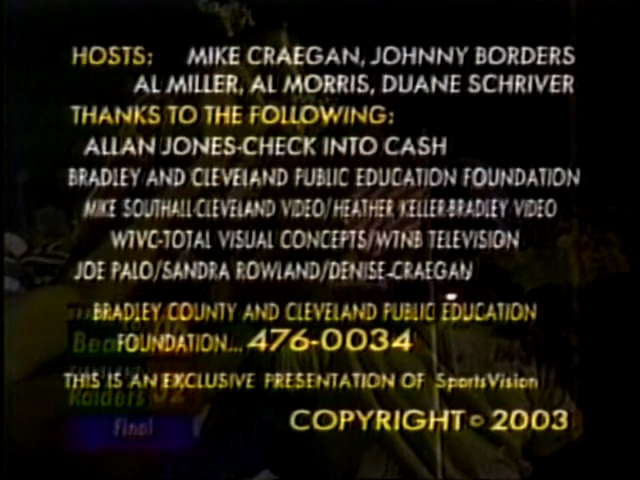 HOSTS: MIKE CRAEGAN, JOHNNY BORDERS
AL MILLER, AL MORRIS, DUANE SCHRIVER
THANKS TO THE FOLLOWING:
ALLAN JONES-CHECK INTO CASH
BRADLEY AND CLEVELAND PUBLIC EDUCATION FOUNDATION
MIKE SOUTHALL-CLEVELAND VIDEO/HEATHER KELLER-BRADLEY VIDEO
WTVC-TOTAL VISUAL CONCEPTS/WTNB TELEVISION
JOE PALO/SANDRA ROWLAND/DENISE-CRAEGAN
BRADLEY COUNTY AND CLEVELAND PUBLIC EDUCATION
FOUNDATION... 476-0034
THIS IS AN EXCLUSIVE PRESENTATION OF SportsVision
Raiders
Final
COPYRIGHT © 2003